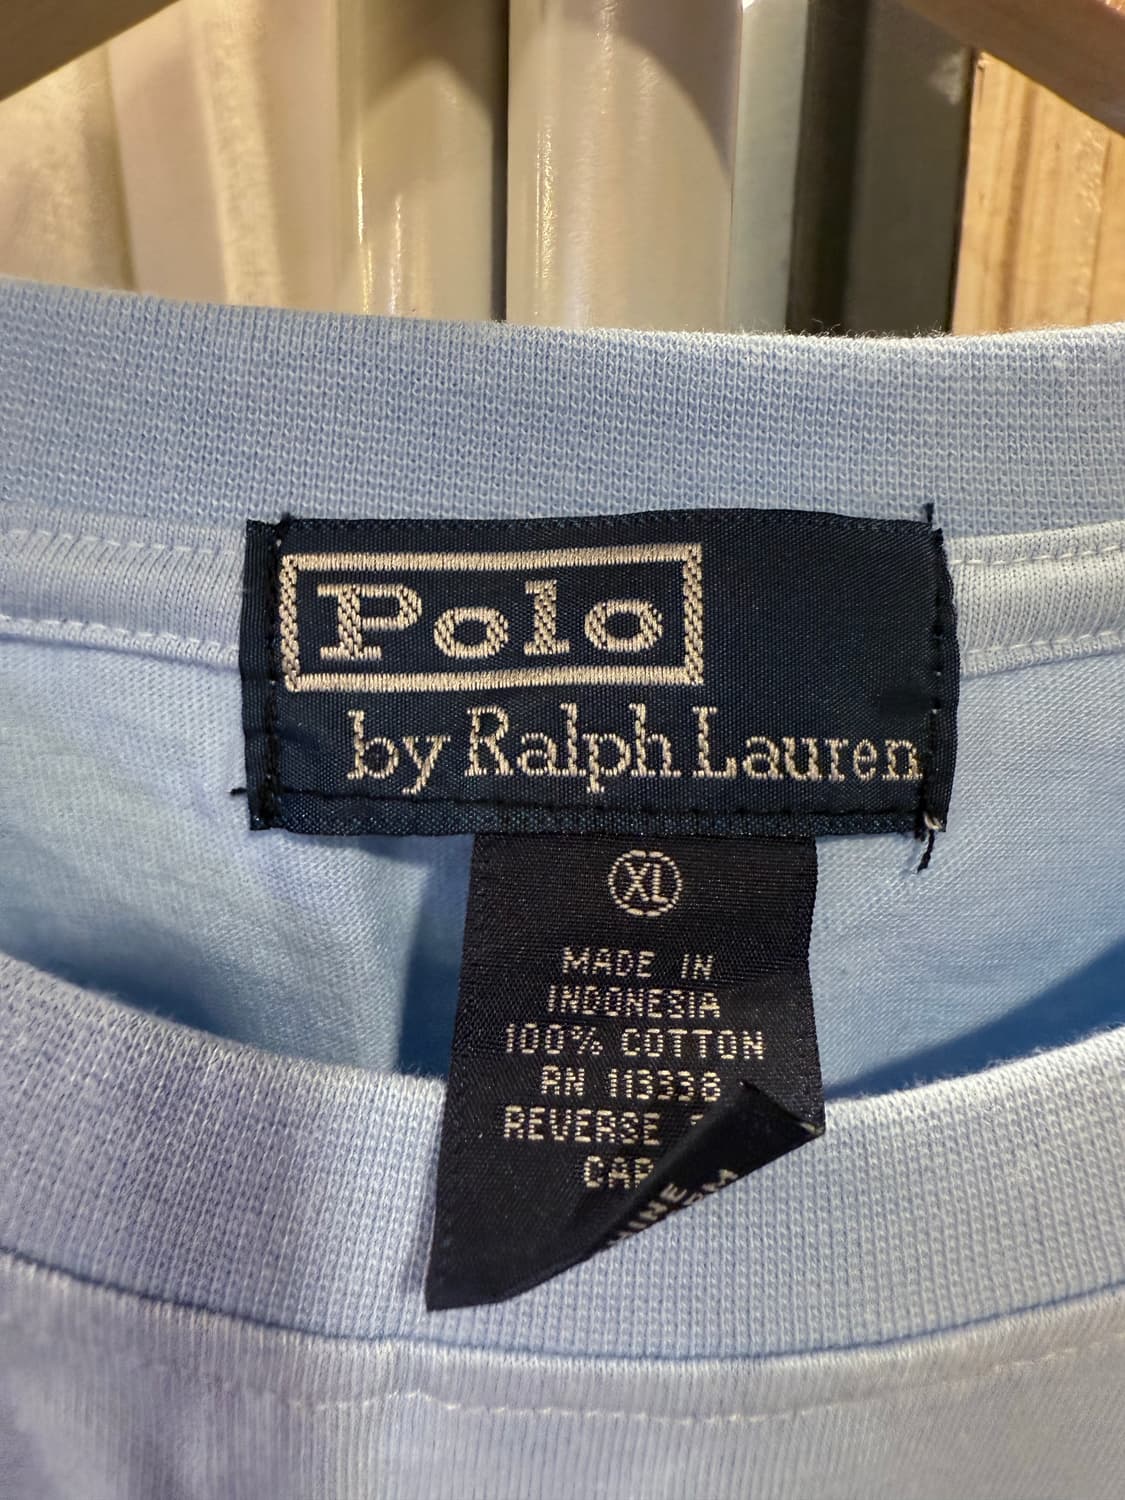 Polo
by Ralph Lauren
XL
MADE IN
INDONESIA
100% COTTON
RN 113338
REVERSE